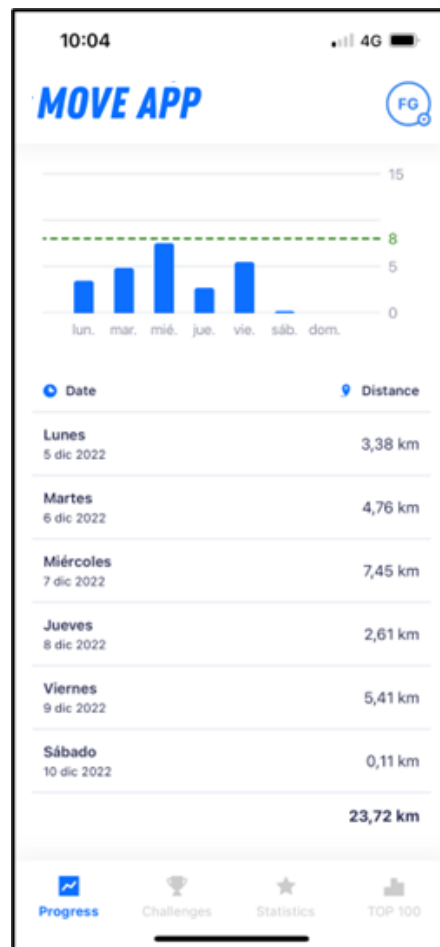 10:04
4G
MOVE APP
FG
15
8
5
0
lun. mar. mié. jue. vie. sáb. dom.
Date Distance
Lunes
5 dic 2022
3,38 km
Martes
6 dic 2022
4,76 km
Miércoles
7 dic 2022
7,45 km
Jueves
8 dic 2022
2,61 km
Viernes
9 dic 2022
5,41 km
Sábado
10 dic 2022
0,11 km
23,72 km
Progress Challenges Statistics TOP 100